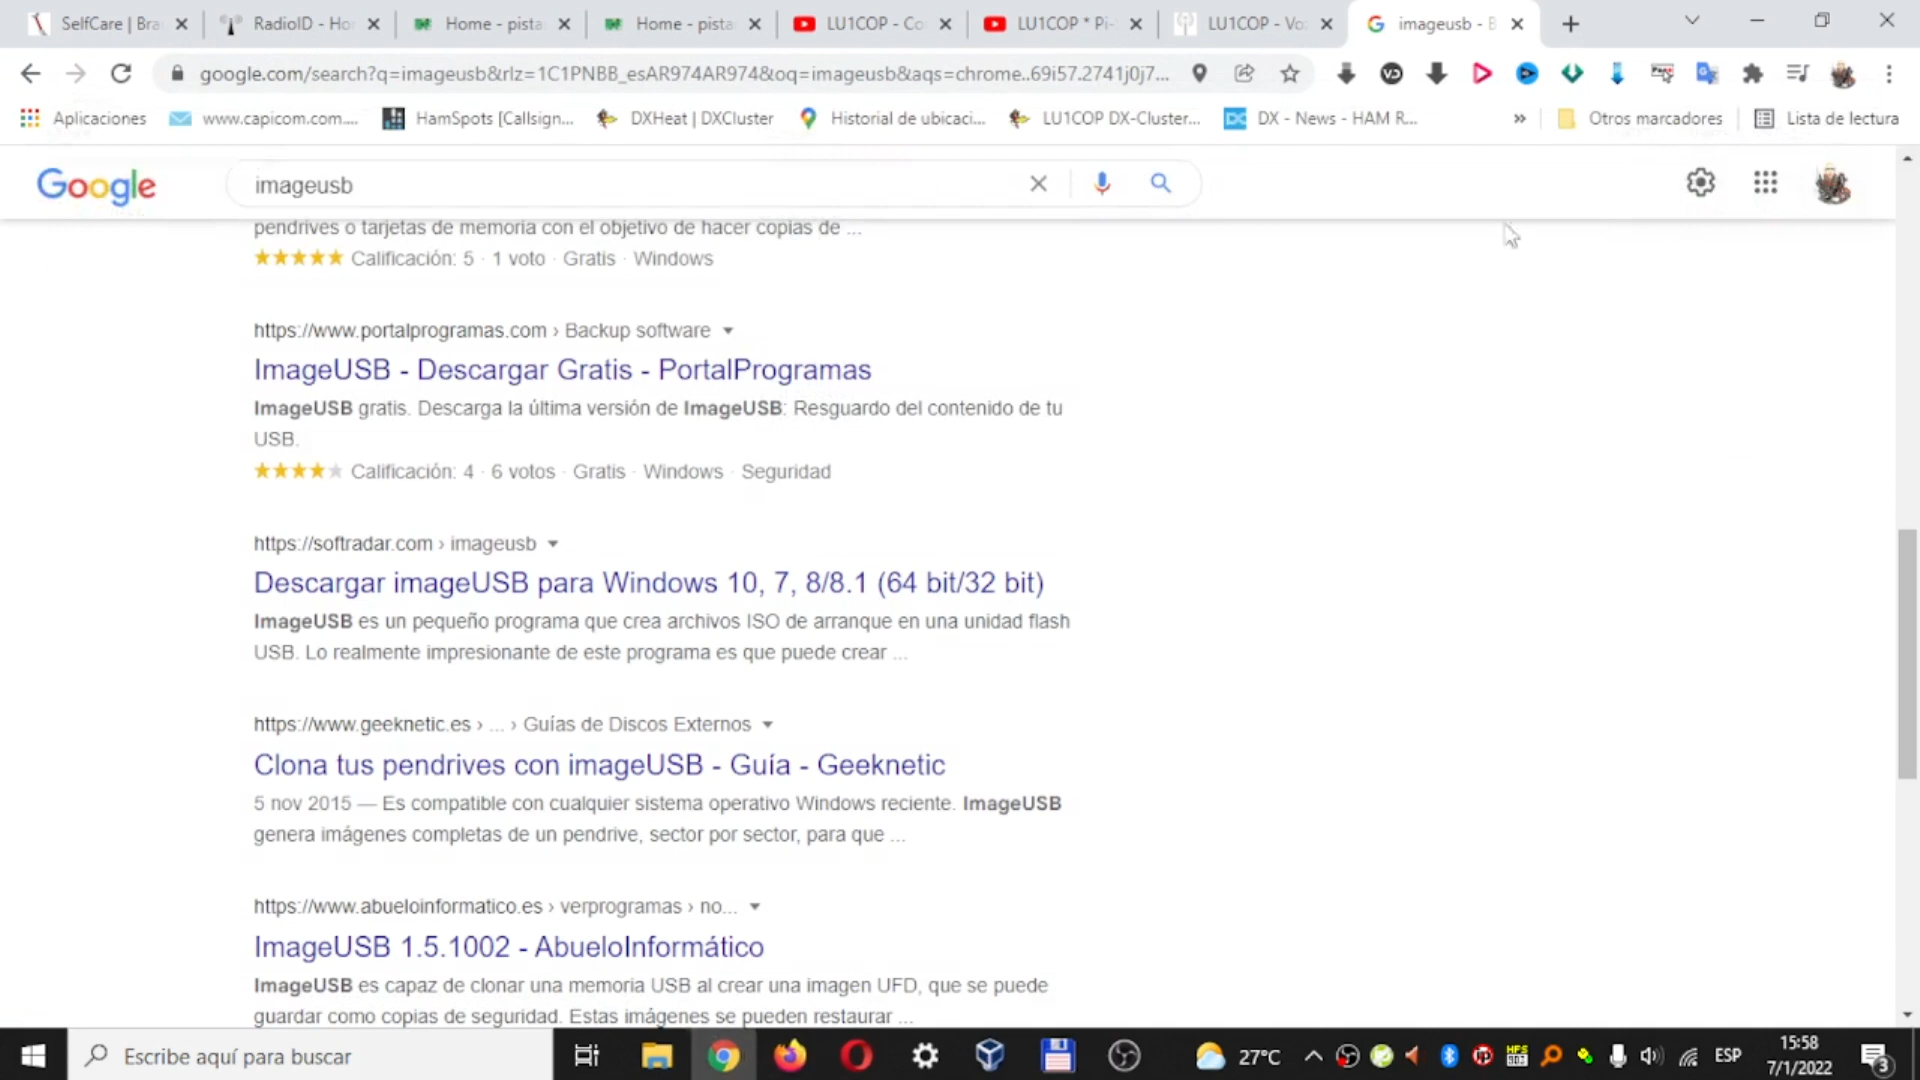 SelfCare | Bra
RadioID - Ho
Home - pista
Home - pista
LU1COP - Co
LU1COP * Pi-
LU1COP - Vo
imageusb - B
google.com/search?q=imageusb&rlz=1C1PNBB_esAR974AR974&oq=imageusb&aqs=chrome..69i57.2741j0j7...
Aplicaciones
www.capicom.com....
HamSpots [Callsign...
DXHeat | DXCluster
Historial de ubicaci...
LU1COP DX-Cluster...
DX - News - HAM R...
»
Otros marcadores
Lista de lectura
Google
imageusb
pendrives o tarjetas de memoria con el objetivo de hacer copias de ...
Calificación: 5 · 1 voto · Gratis · Windows
https://www.portalprogramas.com › Backup software
ImageUSB - Descargar Gratis - PortalProgramas
ImageUSB gratis. Descarga la última versión de ImageUSB: Resguardo del contenido de tu
USB.
Calificación: 4 · 6 votos · Gratis · Windows · Seguridad
https://softradar.com › imageusb
Descargar imageUSB para Windows 10, 7, 8/8.1 (64 bit/32 bit)
ImageUSB es un pequeño programa que crea archivos ISO de arranque en una unidad flash
USB. Lo realmente impresionante de este programa es que puede crear ...
https://www.geeknetic.es › ... › Guías de Discos Externos
Clona tus pendrives con imageUSB - Guía - Geeknetic
5 nov 2015 — Es compatible con cualquier sistema operativo Windows reciente. ImageUSB
genera imágenes completas de un pendrive, sector por sector, para que ...
https://www.abueloinformatico.es › verprogramas › no...
ImageUSB 1.5.1002 - AbueloInformático
ImageUSB es capaz de clonar una memoria USB al crear una imagen UFD, que se puede
guardar como copias de seguridad. Estas imágenes se pueden restaurar ...
Escribe aquí para buscar
27°C
ESP
15:58
7/1/2022
3